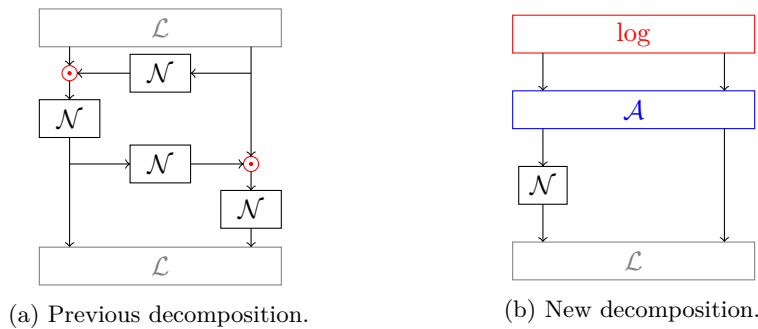 ℒ
𝒩
𝒩
𝒩
𝒩
ℒ
(a) Previous decomposition.
log
𝒜
𝒩
ℒ
(b) New decomposition.